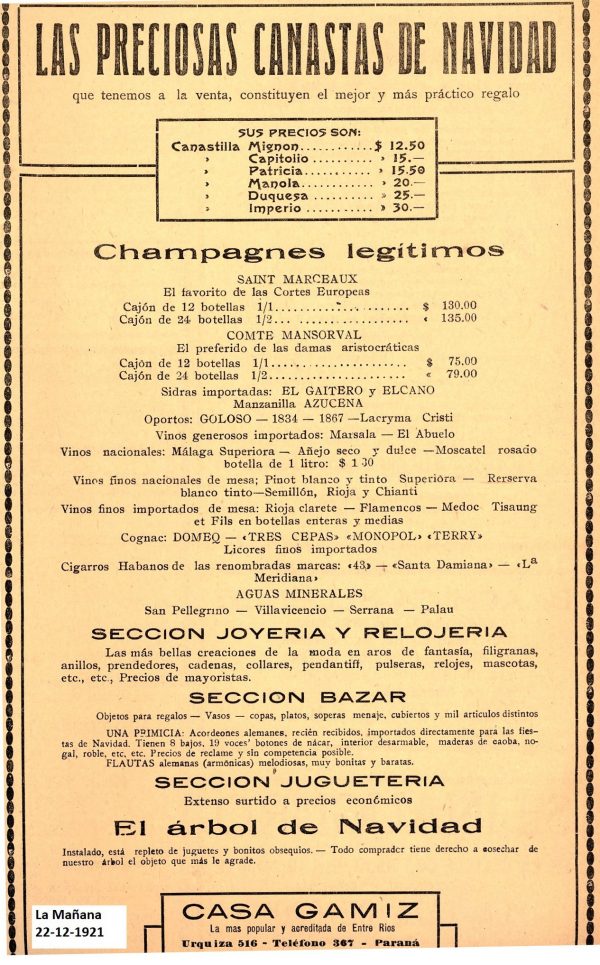 LAS PRECIOSAS CANASTAS DE NAVIDAD
que tenemos a la venta, constituyen el mejor y más práctico regalo
SUS PRECIOS SON:
Canastilla Mignon............$ 12.50
› Capitolio .......... › 15.—
› Patricia............. › 15.50
› Manola............. › 20.—
› Duquesa .......... › 25.—
› Imperio ........... › 30.—
Champagnes legítimos
SAINT MARCEAUX
El favorito de las Cortes Europeas
Cajón de 12 botellas 1/1........................ $ 130.00
Cajón de 24 botellas 1/2... ................... « 135.00
COMTE MANSORVAL
El preferido de las damas aristocráticas
Cajón de 12 botellas 1/1........................ $ 75.00
Cajón de 24 botellas 1/2........................ « 79.00
Sidras importadas: EL GAITERO y ELCANO
Manzanilla AZUCENA
Oportos: GOLOSO — 1834 — 1867 —Lacryma Cristi
Vinos generosos importados: Marsala — El Abuelo
Vinos nacionales: Málaga Superiora — Añejo seco y dulce —Moscatel rosado
botella de 1 litro: $ 1 30
Vinos finos nacionales de mesa; Pinot blanco y tinto Superiora — Rerserva
blanco tinto—Semillón, Rioja y Chianti
Vinos finos importados de mesa: Rioja clarete — Flamencos — Medoc Tisaung
et Fils en botellas enteras y medias
Cognac: DOMEQ — «TRES CEPAS» «MONOPOL» «TERRY»
Licores finos importados
Cigarros Habanos de las renombradas marcas: «43» — «Santa Damiana» — «La
Meridiana»
AGUAS MINERALES
San Pellegrino — Villavicencio — Serrana — Palau
SECCION JOYERIA Y RELOJERIA
Las más bellas creaciones de la moda en aros de fantasía, filigranas,
anillos, prendedores, cadenas, collares, pendantiff, pulseras, relojes, mascotas,
etc., etc., Precios de mayoristas.
SECCION BAZAR
Objetos para regalos — Vasos — copas, platos, soperas menaje, cubiertos y mil articulos distintos
UNA PRIMICIA: Acordeones alemanes, recién recibidos, importados directamente para las fies-
tas de Navidad. Tienen 8 bajos, 19 voces' botones de nácar, interior desarmable, maderas de caoba, no-
gal, roble, etc, etc. Precios de reclame y sin competencia posible.
FLAUTAS alemanas (armónicas) melodiosas, muy bonitas y baratas.
SECCION JUGUETERIA
Extenso surtido a precios económicos
El árbol de Navidad
Instalado, está repleto de juguetes y bonitos obsequios. — Todo comprador tiene derecho a cosechar de
nuestro árbol el objeto que más le agrade.
CASA GAMIZ
La mas popular y acreditada de Entre Rios
Urquiza 516 - Teléfono 367 - Paraná
La Mañana
22-12-1921